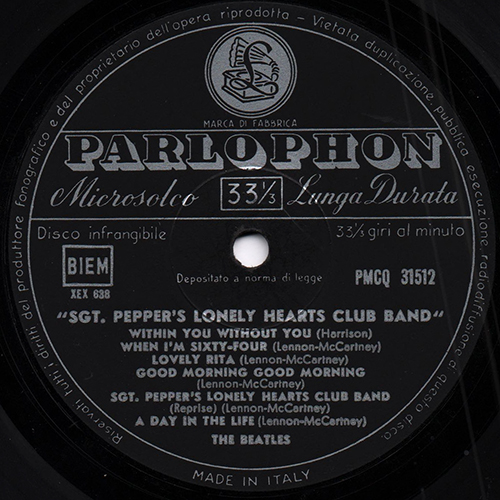 Riservati tutti i diritti del produttore fonografico e del proprietario dell'opera riprodotta - Vietata duplicazione, pubblica esecuzione, radiodiffusione a questo disco.
MARCA DI FABBRICA
PARLOPHON
Microsolco 33 1/3 Lunga Durata
Disco infrangibile 33⅓ giri al minuto
BIEM
XEX 638
Depositato a norma di legge
PMCQ 31512
"SGT. PEPPER'S LONELY HEARTS CLUB BAND"
WITHIN YOU WITHOUT YOU (Harrison)
WHEN I'M SIXTY-FOUR (Lennon-McCartney)
LOVELY RITA (Lennon-McCartney)
GOOD MORNING GOOD MORNING
(Lennon-McCartney)
SGT. PEPPER'S LONELY HEARTS CLUB BAND
(Reprise) (Lennon-McCartney)
A DAY IN THE LIFE (Lennon-McCartney)
THE BEATLES
MADE IN ITALY